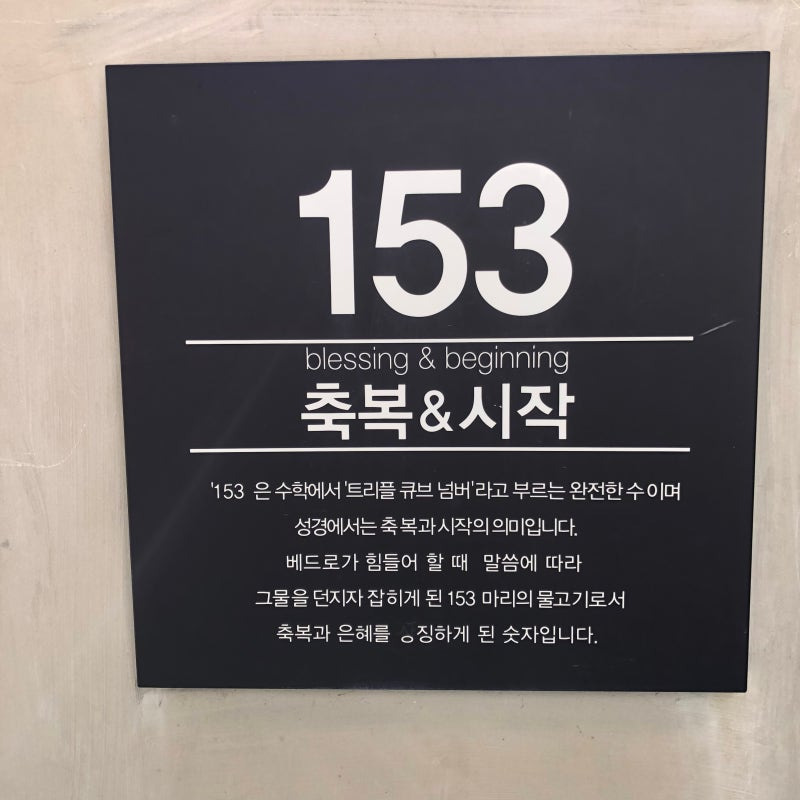 153
blessing & beginning
축복&시작
'153 은 수학에서 '트리플 큐브 넘버'라고 부르는 완전한 수 이며
성경에서는 축복과 시작의 의미입니다.
베드로가 힘들어 할 때 말씀에 따라
그물을 던지자 잡히게 된 153 마리의 물고기로서
축복과 은혜를 하게 된 숫자입니다.